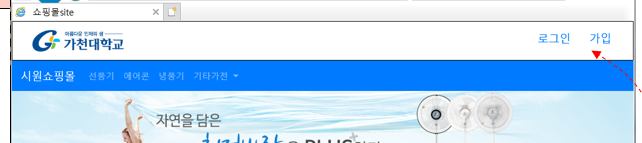 쇼핑몰site
아름다운 인재의 샘
가천대학교
로그인 가입
시원쇼핑몰 선풍기 에어콘 냉풍기 기타가전
자연을 담은
PLUS